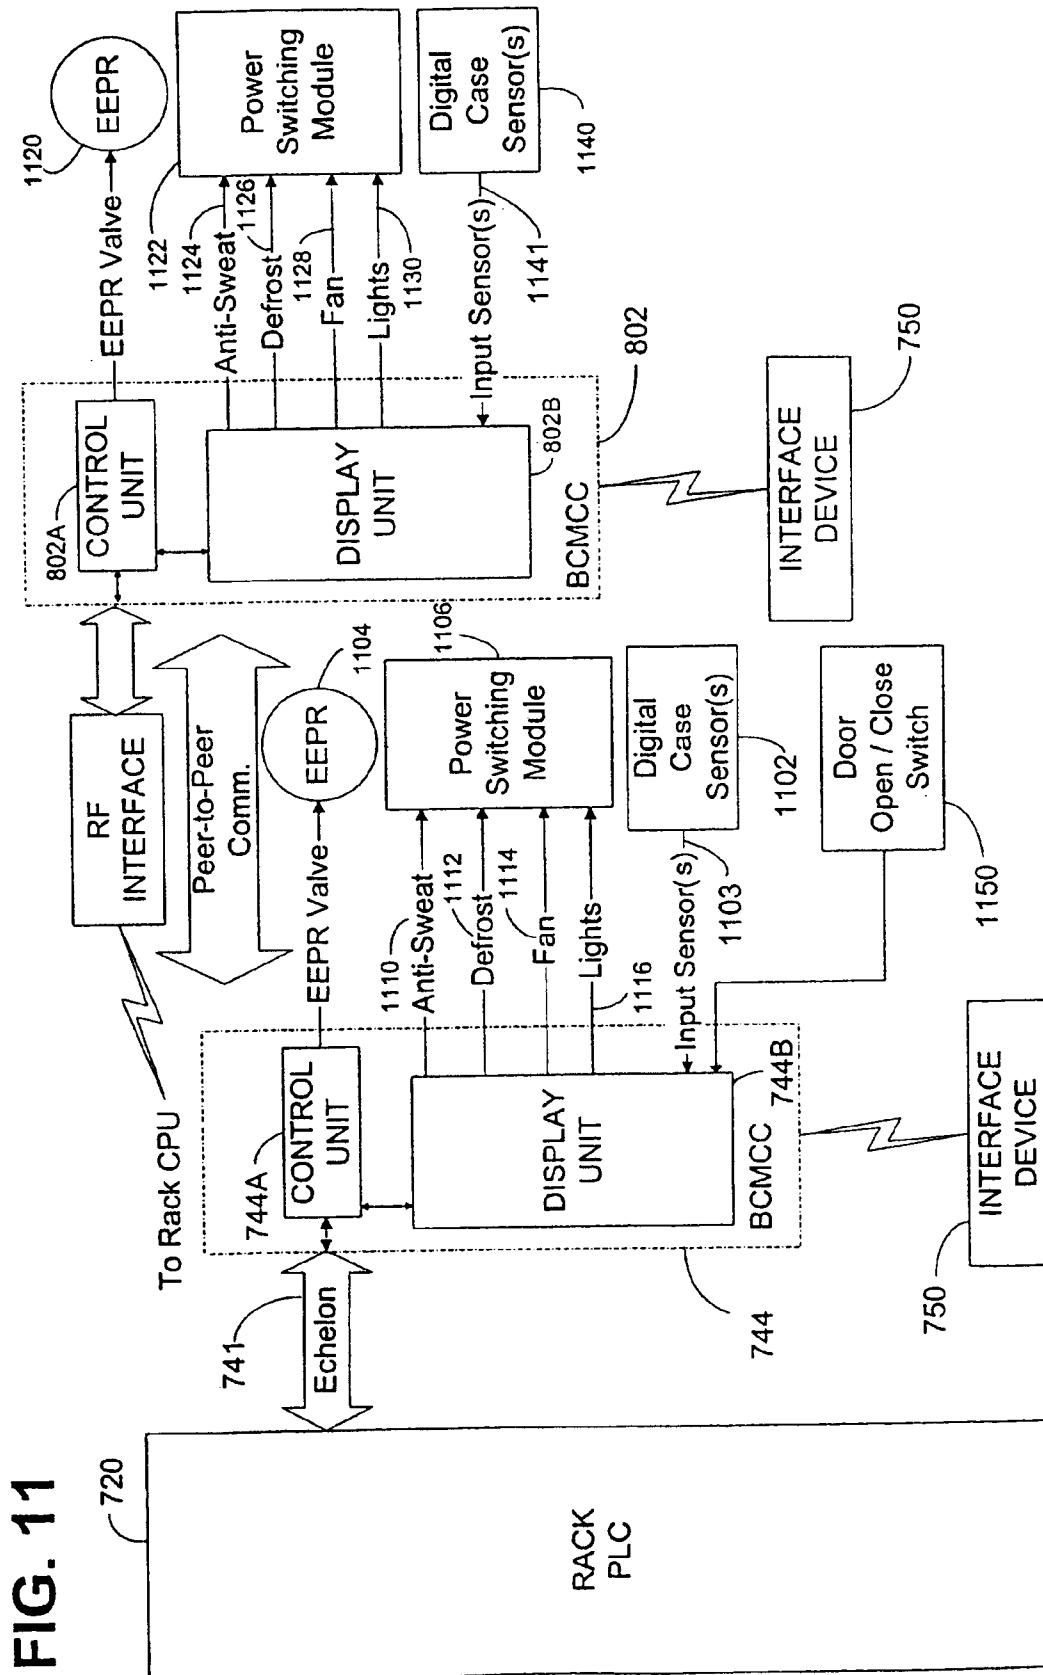 FIG. 11
720
RACK
PLC
741
Echelon
To Rack CPU
RF
INTERFACE
Peer-to-Peer
Comm.
744A
CONTROL
UNIT
EEPR Valve
EEPR
1104
DISPLAY
UNIT
744B
BCMCC
744
1110
Anti-Sweat
1112
Defrost
1114
Fan
Lights
1116
Power
Switching
Module
1106
Input Sensor(s)
1103
Digital
Case
Sensor(s)
1102
Door
Open / Close
Switch
1150
INTERFACE
DEVICE
750
802A
CONTROL
UNIT
EEPR Valve
EEPR
1120
DISPLAY
UNIT
802B
BCMCC
802
Anti-Sweat
1124
Defrost
1126
Fan
1128
Lights
1130
Power
Switching
Module
1122
Input Sensor(s)
1141
Digital
Case
Sensor(s)
1140
INTERFACE
DEVICE
750